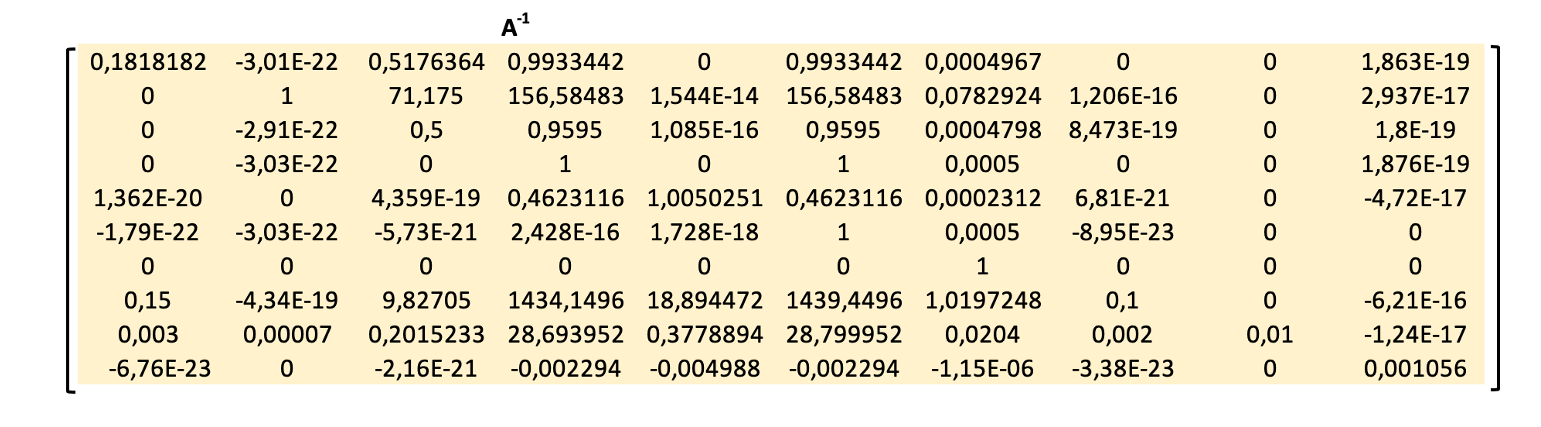 A-1
0,1818182 -3,01E-22 0,5176364 0,9933442 0 0,9933442 0,0004967 0 0 1,863E-19
0 1 71,175 156,58483 1,544E-14 156,58483 0,0782924 1,206E-16 0 2,937E-17
0 -2,91E-22 0,5 0,9595 1,085E-16 0,9595 0,0004798 8,473E-19 0 1,8E-19
0 -3,03E-22 0 1 0 1 0,0005 0 0 1,876E-19
1,362E-20 0 4,359E-19 0,4623116 1,0050251 0,4623116 0,0002312 6,81E-21 0 -4,72E-17
-1,79E-22 -3,03E-22 -5,73E-21 2,428E-16 1,728E-18 1 0,0005 -8,95E-23 0 0
0 0 0 0 0 0 1 0 0 0
0,15 -4,34E-19 9,82705 1434,1496 18,894472 1439,4496 1,0197248 0,1 0 -6,21E-16
0,003 0,00007 0,2015233 28,693952 0,3778894 28,799952 0,0204 0,002 0,01 -1,24E-17
-6,76E-23 0 -2,16E-21 -0,002294 -0,004988 -0,002294 -1,15E-06 -3,38E-23 0 0,001056